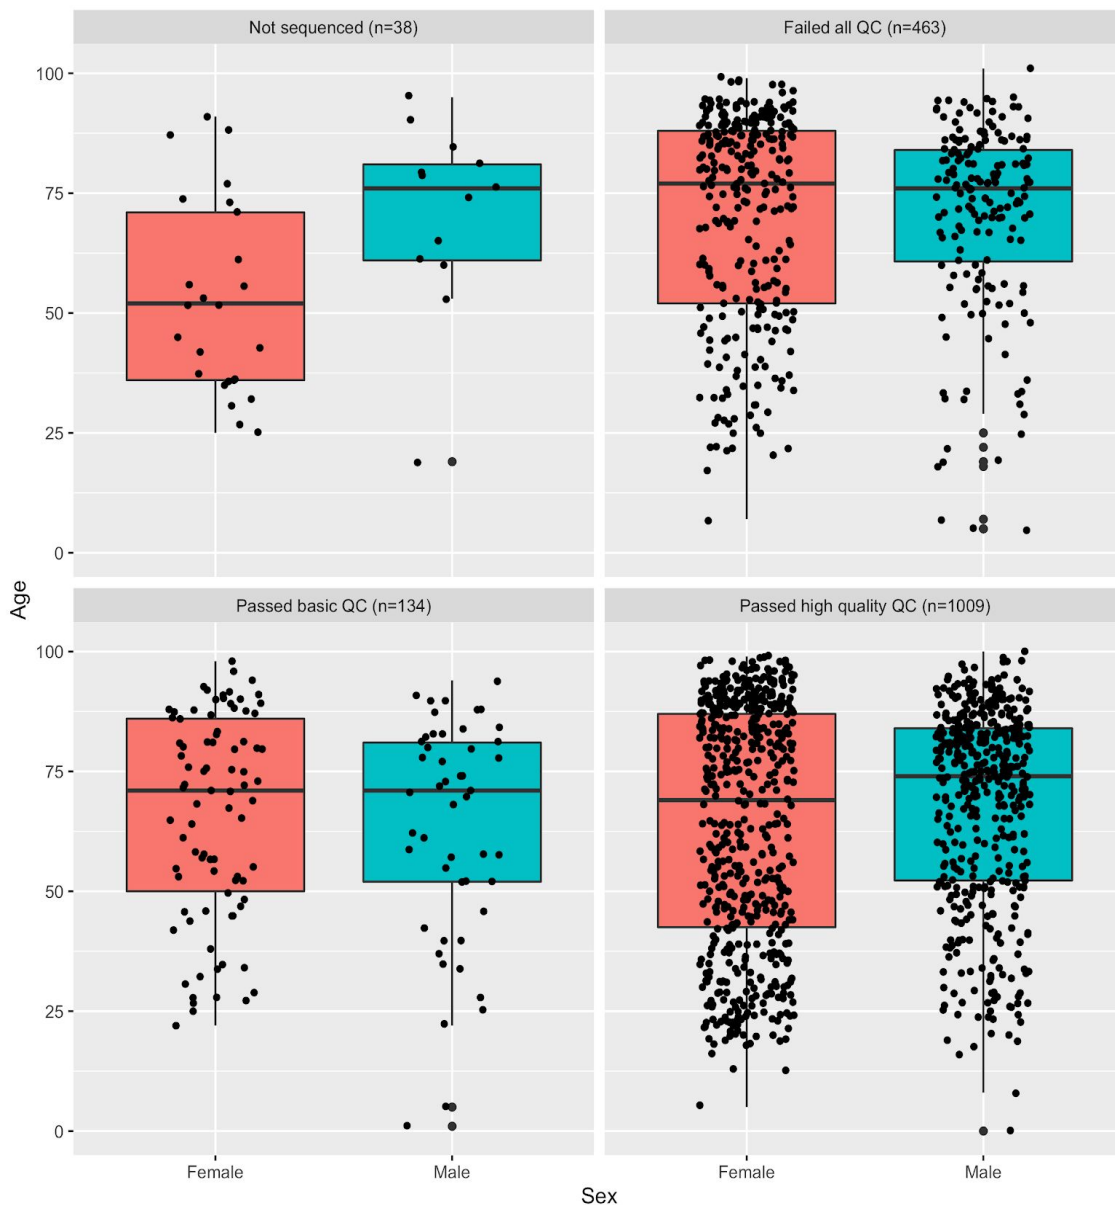 Not sequenced (n=38)
Failed all QC (n=463)
100
75
50
25
0
Age
Passed basic QC (n=134)
Passed high quality QC (n=1009)
100
75
50
25
0
Female
Male
Female
Male
Sex